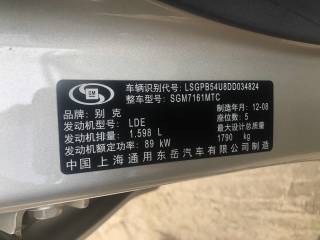 车辆识别代号: LSGPB54U8DD034824
整车型号: SGM7161MTC
品牌: 别克 制造年月: 12-08
发动机型号: LDE 座位数: 5
发动机排量: 1.598 L 最大设计总质量
发动机额定功率: 89 kW 1790 kg
中国上海通用东岳汽车有限公司制造